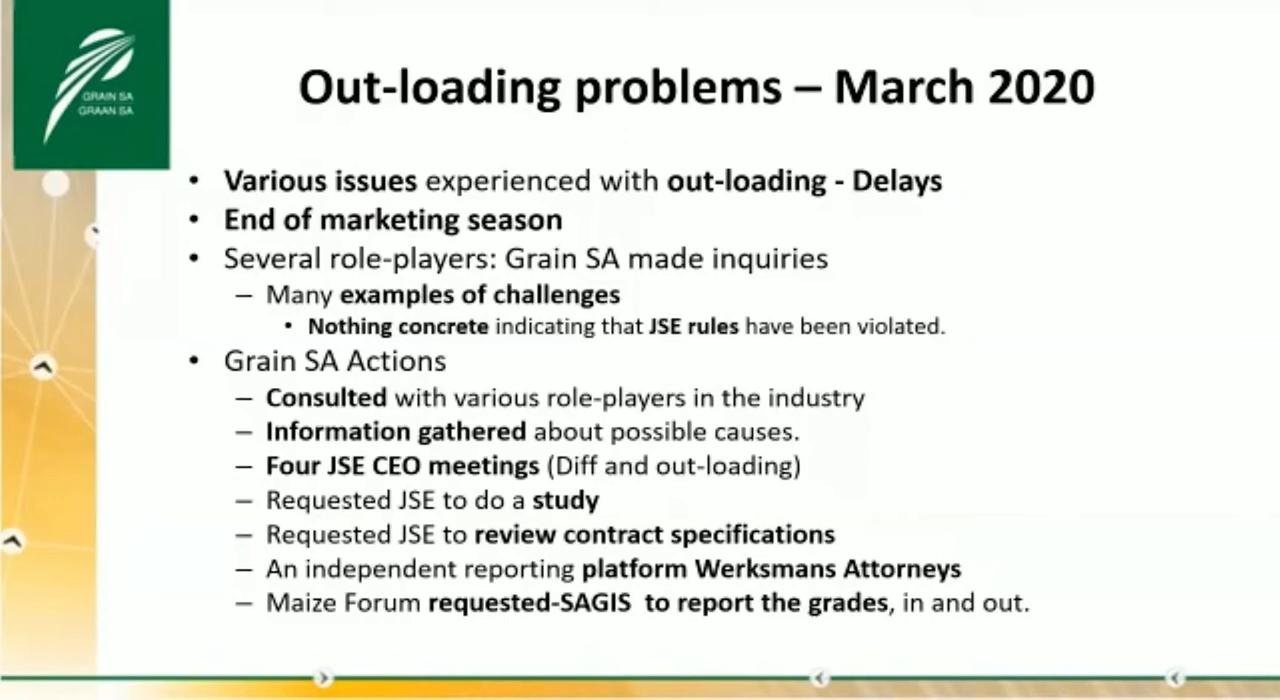 GRAIN SA
GRAAN SA
Out-loading problems – March 2020
• Various issues experienced with out-loading - Delays
• End of marketing season
• Several role-players: Grain SA made inquiries
– Many examples of challenges
• Nothing concrete indicating that JSE rules have been violated.
• Grain SA Actions
– Consulted with various role-players in the industry
– Information gathered about possible causes.
– Four JSE CEO meetings (Diff and out-loading)
– Requested JSE to do a study
– Requested JSE to review contract specifications
– An independent reporting platform Werksmans Attorneys
– Maize Forum requested-SAGIS  to report the grades, in and out.